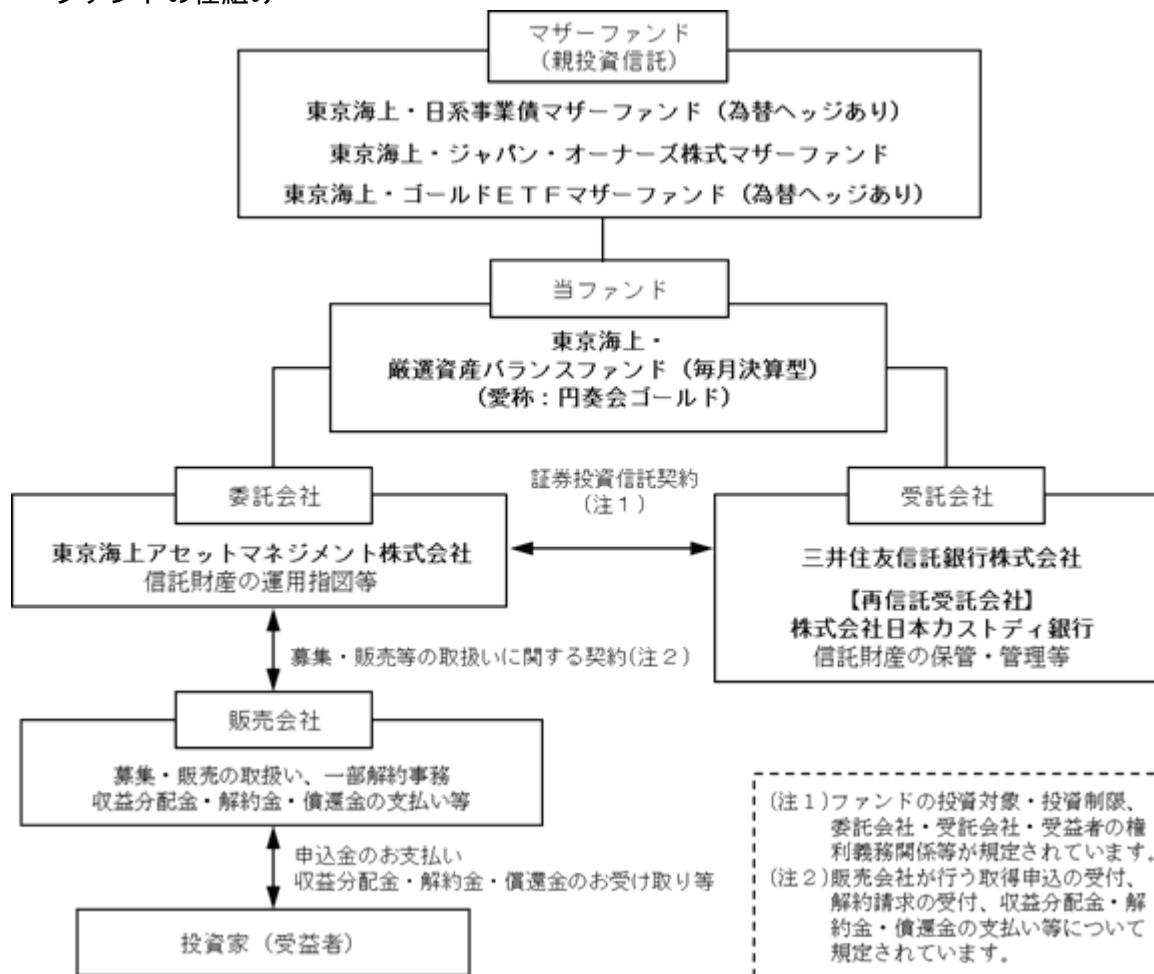 ファンドの仕組み
マザーファンド
(親投資信託)
東京海上・日系事業債マザーファンド（為替ヘッジあり）
東京海上・ジャパン・オーナーズ株式マザーファンド
東京海上・ゴールドＥＴＦマザーファンド（為替ヘッジあり）
当ファンド
東京海上・
厳選資産バランスファンド（毎月決算型）
(愛称：円奏会ゴールド)
委託会社
東京海上アセットマネジメント株式会社
信託財産の運用指図等
証券投資信託契約
(注１)
受託会社
三井住友信託銀行株式会社
【再信託受託会社】
株式会社日本カストディ銀行
信託財産の保管・管理等
募集・販売等の取扱いに関する契約(注２)
販売会社
募集・販売の取扱い、一部解約事務
収益分配金・解約金・償還金の支払い等
申込金のお支払い
収益分配金・解約金・償還金のお受け取り等
投資家（受益者）
(注１)ファンドの投資対象・投資制限、
委託会社・受託会社・受益者の権
利義務関係等が規定されています。
(注２)販売会社が行う取得申込の受付、
解約請求の受付、収益分配金・解
約金・償還金の支払い等について
規定されています。